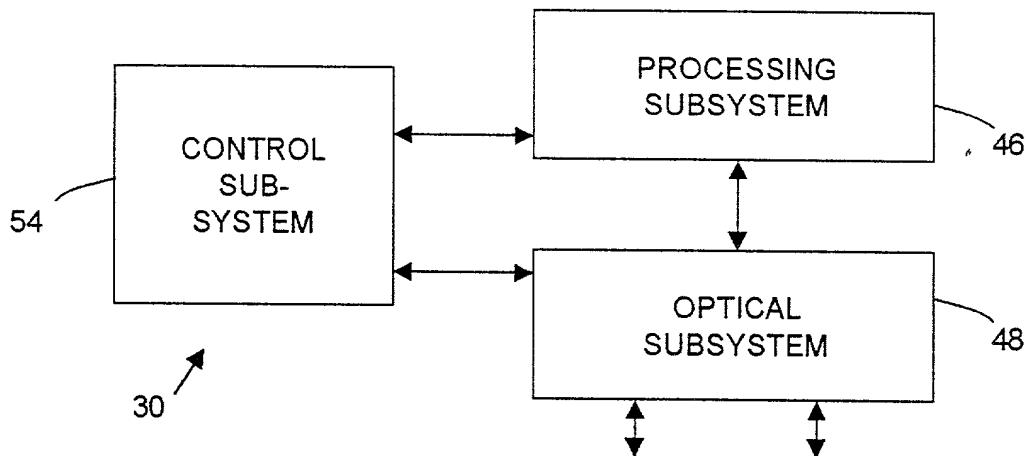 PROCESSING
SUBSYSTEM
46
CONTROL
SUB-
SYSTEM
54
OPTICAL
SUBSYSTEM
48
30